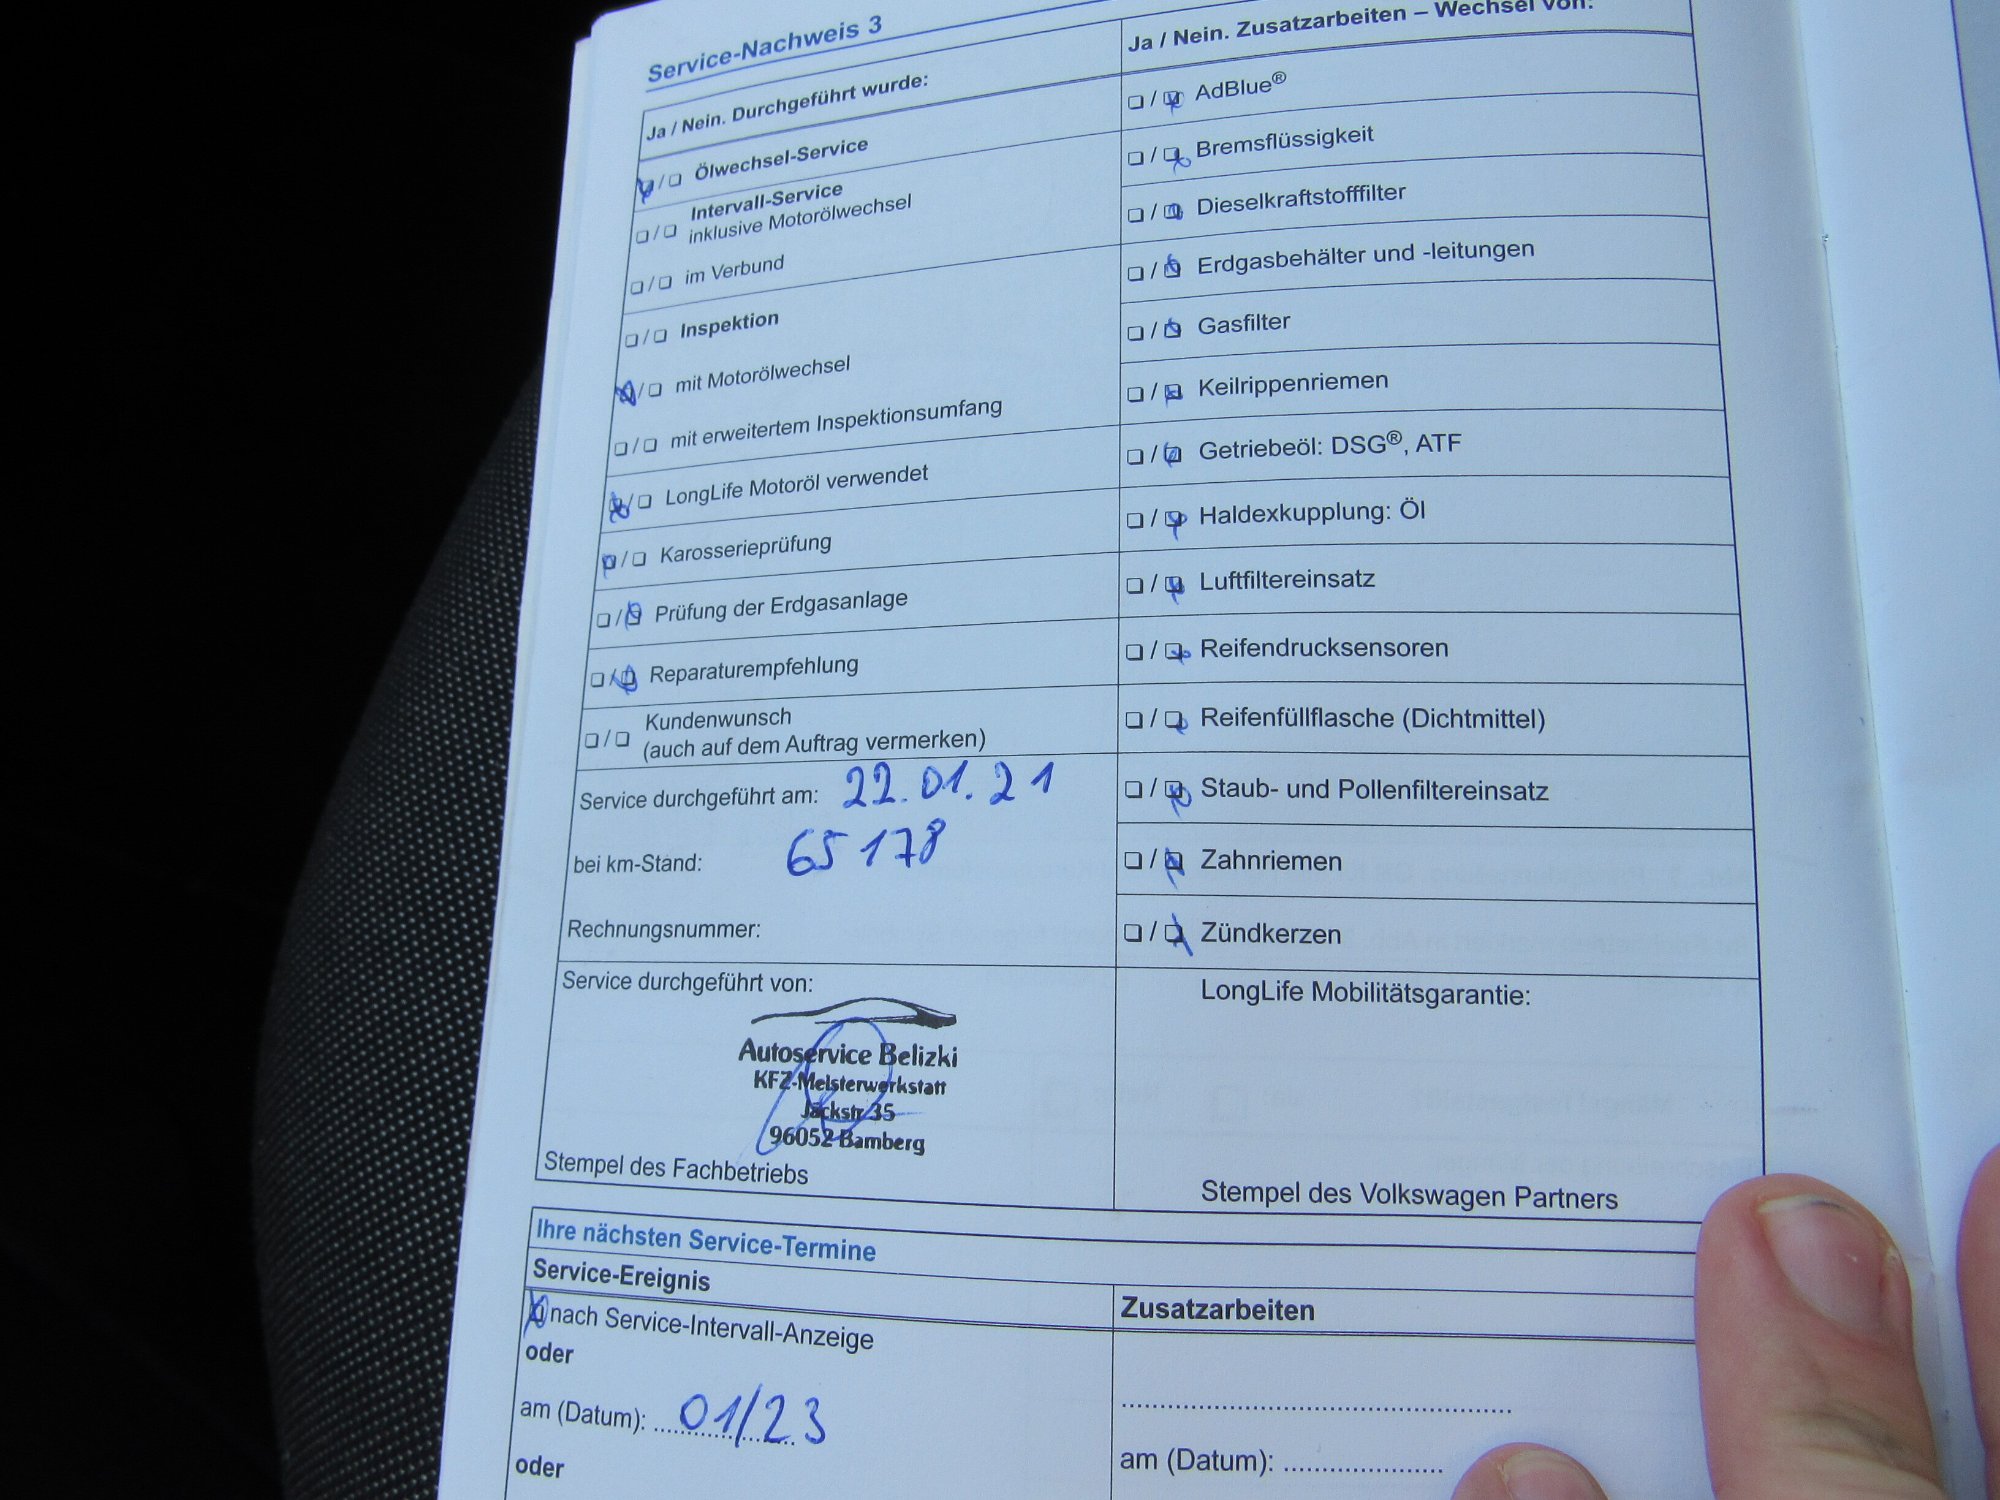 Service-Nachweis 3
Ja / Nein. Durchgeführt wurde:
❏ / ❏ Ölwechsel-Service
❏ / ❏ Intervall-Service
inklusive Motorölwechsel
❏ / ❏ im Verbund
❏ / ❏ Inspektion
❏ / ❏ mit Motorölwechsel
❏ / ❏ mit erweitertem Inspektionsumfang
❏ / ❏ LongLife Motoröl verwendet
❏ / ❏ Karosserieprüfung
❏ / ❏ Prüfung der Erdgasanlage
❏ / ❏ Reparaturempfehlung
❏ / ❏ Kundenwunsch
(auch auf dem Auftrag vermerken)
Service durchgeführt am: 22.01.21
bei km-Stand: 65 178
Rechnungsnummer:
Service durchgeführt von:
Autoservice Belizki
KFZ-Meisterwerkstatt
Jäckstr.35
96052 Bamberg
Stempel des Fachbetriebs
Ja / Nein. Zusatzarbeiten – Wechsel von:
❏ / ❏ AdBlue®
❏ / ❏ Bremsflüssigkeit
❏ / ❏ Dieselkraftstofffilter
❏ / ❏ Erdgasbehälter und -leitungen
❏ / ❏ Gasfilter
❏ / ❏ Keilrippenriemen
❏ / ❏ Getriebeöl: DSG®, ATF
❏ / ❏ Haldexkupplung: Öl
❏ / ❏ Luftfiltereinsatz
❏ / ❏ Reifendrucksensoren
❏ / ❏ Reifenfüllflasche (Dichtmittel)
❏ / ❏ Staub- und Pollenfiltereinsatz
❏ / ❏ Zahnriemen
❏ / ❏ Zündkerzen
LongLife Mobilitätsgarantie:
Stempel des Volkswagen Partners
Ihre nächsten Service-Termine
Service-Ereignis
❏ nach Service-Intervall-Anzeige
oder
am (Datum): 01/23
oder
Zusatzarbeiten
am (Datum): ......................